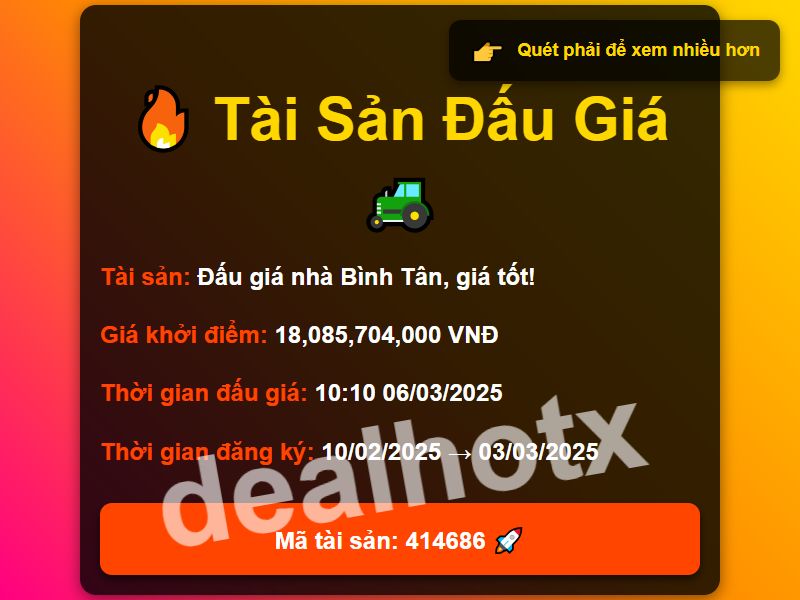 Quét phải để xem nhiều hơn
Tài Sản Đấu Giá
Tài sản: Đấu giá nhà Bình Tân, giá tốt!
Giá khởi điểm: 18,085,704,000 VNĐ
Thời gian đấu giá: 10:10 06/03/2025
Thời gian đăng ký: 10/02/2025 → 03/03/2025
dealhotx
Mã tài sản: 414686